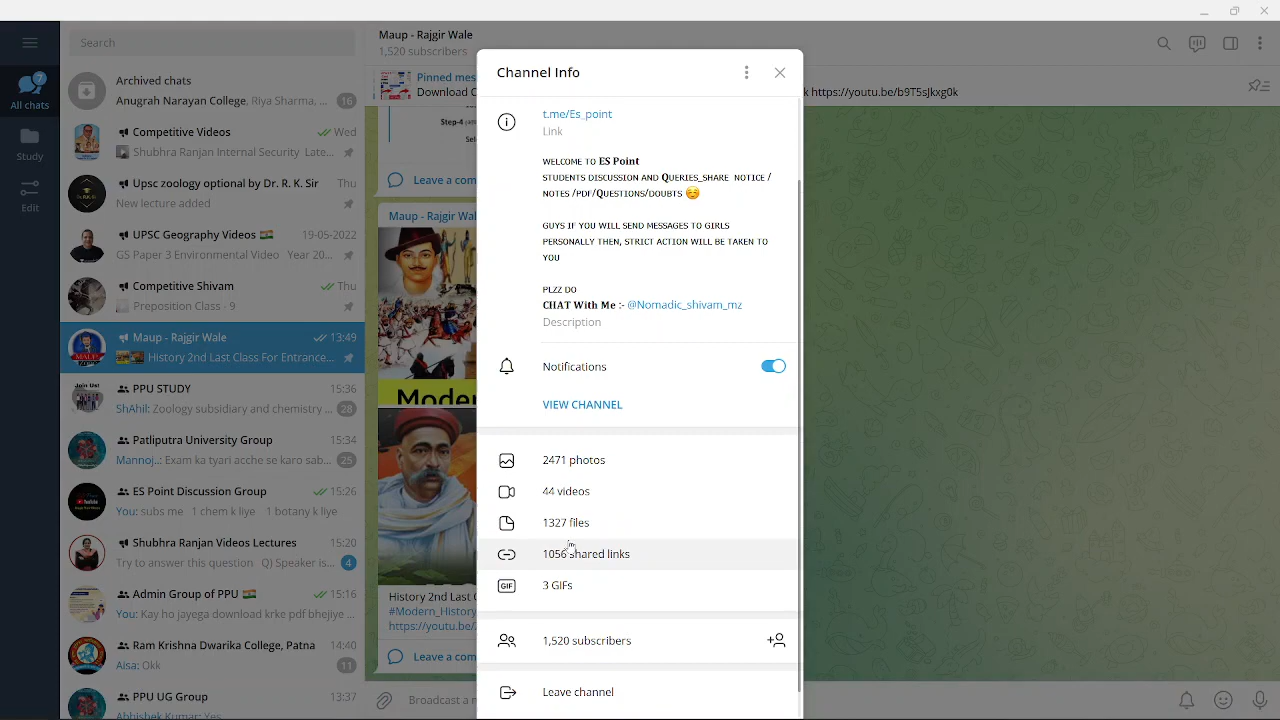 Search
All chats
7
Study
Edit
Archived chats
Anugrah Narayan College, Riya Sharma, ... 16
Competitive Videos Wed
Shubhra Ranjan Internal Security Late...
Upsc zoology optional by Dr. R. K. Sir Thu
New lecture added
UPSC Geography Videos 19-05-2022
GS Paper 3 Environmental Video Year 20...
Competitive Shivam Thu
Preposition Class - 9
Maup - Rajgir Wale 13:49
History 2nd Last Class For Entrance...
PPU STUDY 15:36
ShAhil: Zoology subsidiary and chemistry ... 28
Patliputra University Group 15:34
Mannoj..: Exam ka tyari acche se karo sab... 25
ES Point Discussion Group 15:26
You: subs me 1 chem k liye 1 botany k liye
Shubhra Ranjan Videos Lectures 15:20
Try to answer this question Q) Speaker is... 4
Admin Group of PPU 15:16
You: Kay ho jayega download krke pdf bhejiye...
Ram Krishna Dwarika College, Patna 14:40
Aisa: Okk 11
PPU UG Group 13:37
Abhishek Kumar: Yes
Maup - Rajgir Wale
1,520 subscribers
Pinned mes
Download C
k https://youtu.be/b9T5sJkxg0k
Step-4
Sel
Leave a com
Maup - Rajgir Wal
Moder
History 2nd Last C
#Modern_History
https://youtu.be/
Leave a com
Broadcast a m
Channel Info
t.me/Es_point
Link
WELCOME TO ES Point
STUDENTS DISCUSSION AND QUERIES_SHARE NOTICE /
NOTES /PDF/QUESTIONS/DOUBTS ☺️
GUYS IF YOU WILL SEND MESSAGES TO GIRLS
PERSONALLY THEN, STRICT ACTION WILL BE TAKEN TO
YOU
PLZZ DO
CHAT With Me :- @Nomadic_shivam_mz
Description
Notifications
VIEW CHANNEL
2471 photos
44 videos
1327 files
1056 shared links
GIF 3 GIFs
1,520 subscribers
Leave channel